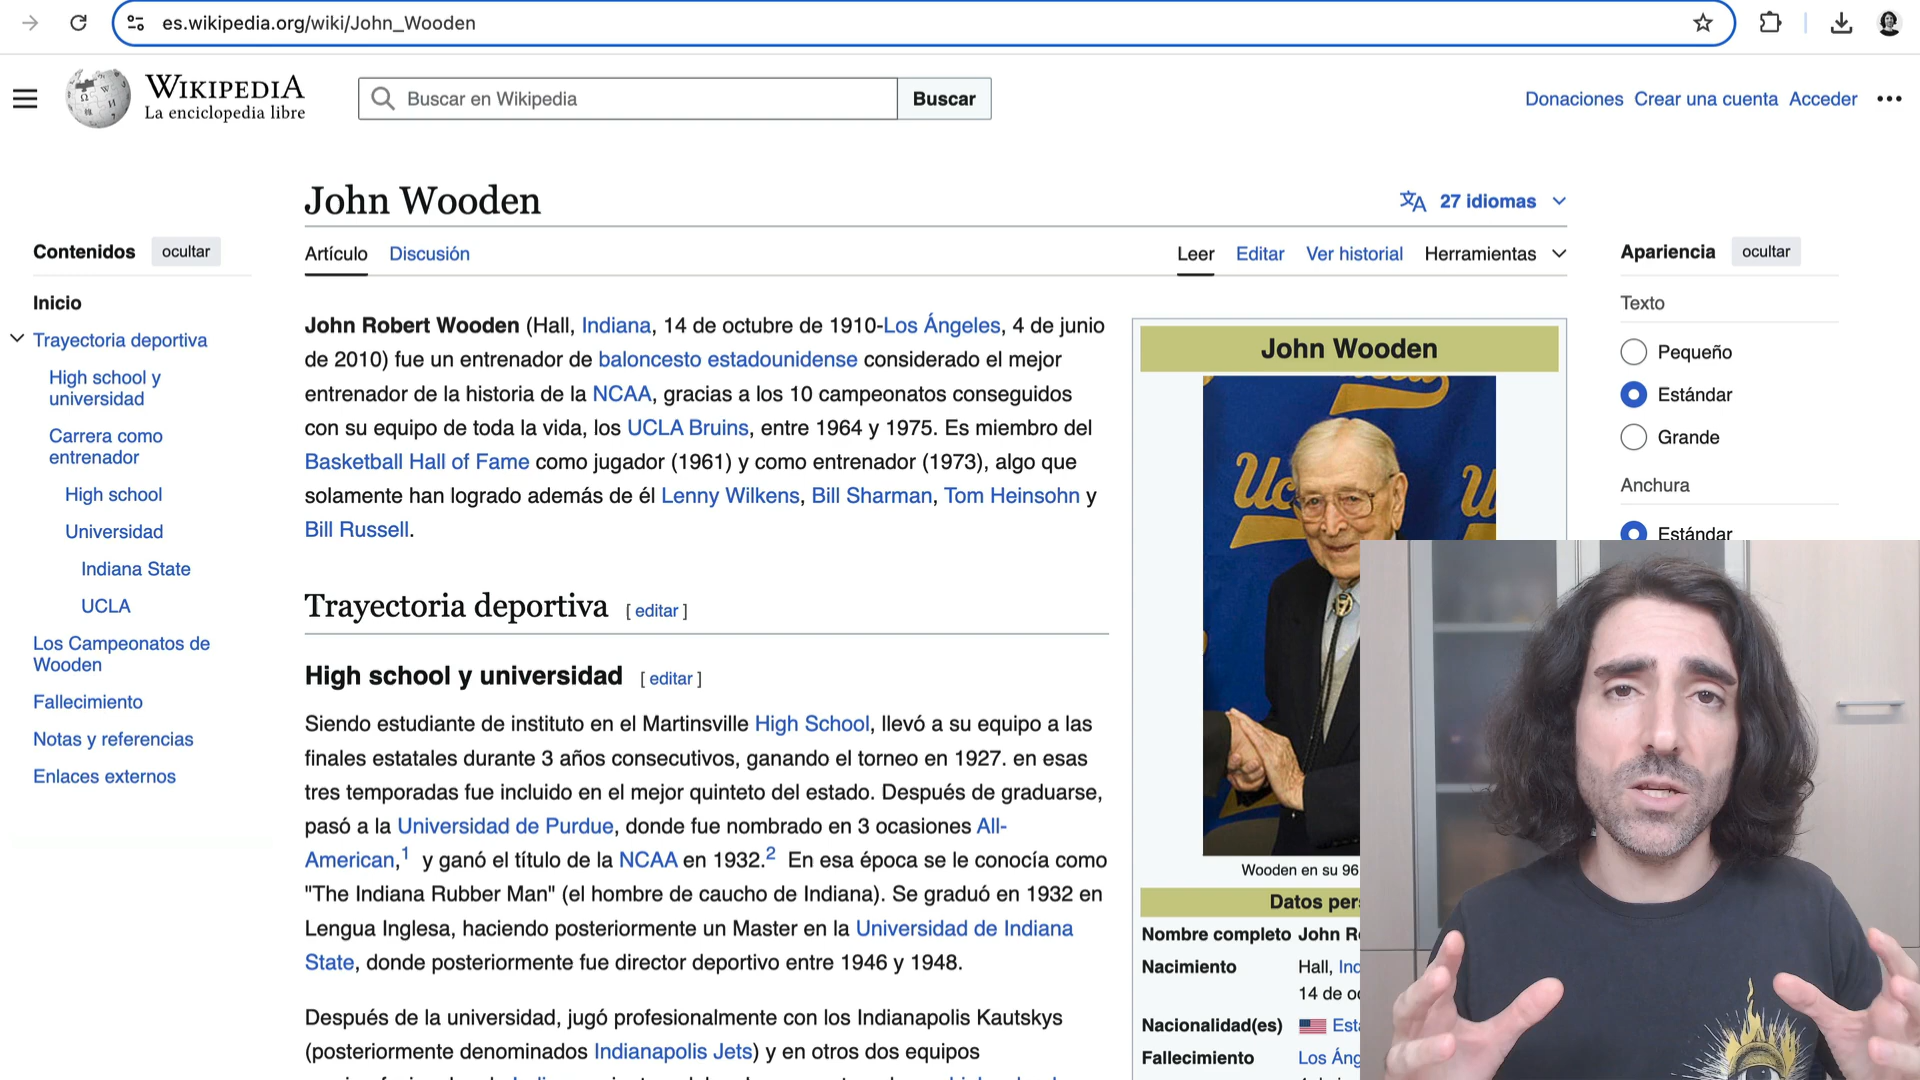 es.wikipedia.org/wiki/John_Wooden
WIKIPEDIA
La enciclopedia libre
Buscar en Wikipedia
Buscar
Donaciones Crear una cuenta Acceder
John Wooden
27 idiomas
Contenidos ocultar
Inicio
Trayectoria deportiva
High school y
universidad
Carrera como
entrenador
High school
Universidad
Indiana State
UCLA
Los Campeonatos de
Wooden
Fallecimiento
Notas y referencias
Enlaces externos
Artículo Discusión
Leer Editar Ver historial Herramientas
John Robert Wooden (Hall, Indiana, 14 de octubre de 1910-Los Ángeles, 4 de junio
de 2010) fue un entrenador de baloncesto estadounidense considerado el mejor
entrenador de la historia de la NCAA, gracias a los 10 campeonatos conseguidos
con su equipo de toda la vida, los UCLA Bruins, entre 1964 y 1975. Es miembro del
Basketball Hall of Fame como jugador (1961) y como entrenador (1973), algo que
solamente han logrado además de él Lenny Wilkens, Bill Sharman, Tom Heinsohn y
Bill Russell.
Trayectoria deportiva [ editar ]
High school y universidad [ editar ]
Siendo estudiante de instituto en el Martinsville High School, llevó a su equipo a las
finales estatales durante 3 años consecutivos, ganando el torneo en 1927. en esas
tres temporadas fue incluido en el mejor quinteto del estado. Después de graduarse,
pasó a la Universidad de Purdue, donde fue nombrado en 3 ocasiones All-
American,1 y ganó el título de la NCAA en 1932.2 En esa época se le conocía como
"The Indiana Rubber Man" (el hombre de caucho de Indiana). Se graduó en 1932 en
Lengua Inglesa, haciendo posteriormente un Master en la Universidad de Indiana
State, donde posteriormente fue director deportivo entre 1946 y 1948.
Después de la universidad, jugó profesionalmente con los Indianapolis Kautskys
(posteriormente denominados Indianapolis Jets) y en otros dos equipos
John Wooden
Wooden en su 96
Datos per
Nombre completo John R
Nacimiento Hall, Ind
14 de o
Nacionalidad(es) Esta
Fallecimiento Los Áng
Apariencia ocultar
Texto
Pequeño
Estándar
Grande
Anchura
Estándar